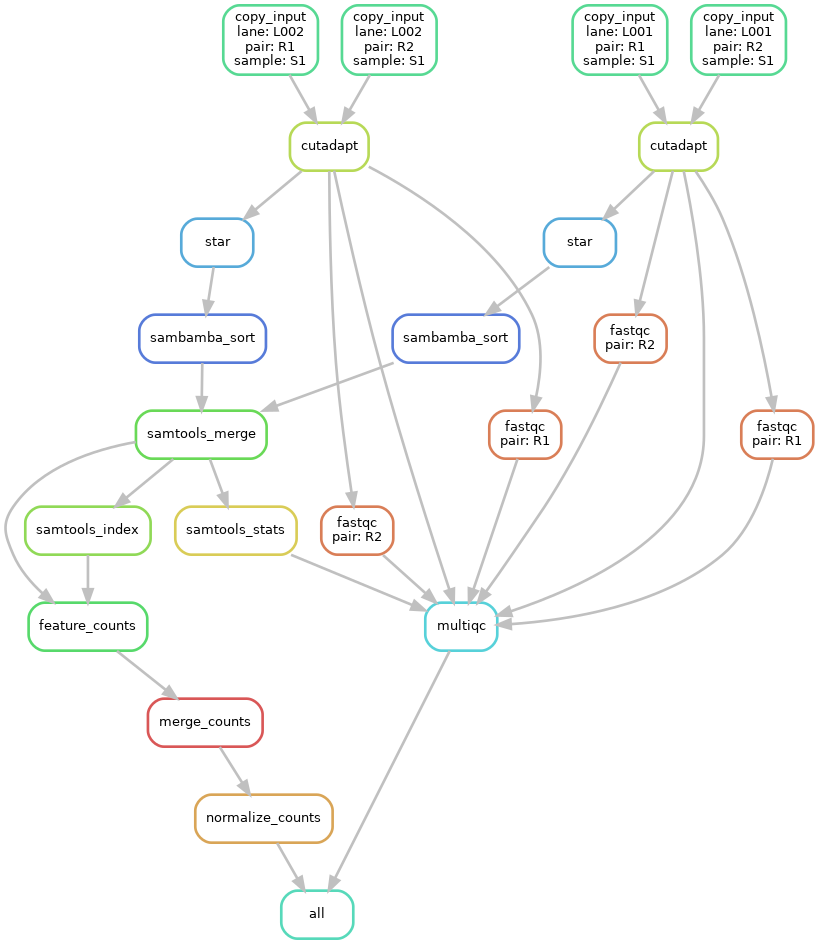 copy_input
lane: L002
pair: R1
sample: S1
copy_input
lane: L002
pair: R2
sample: S1
copy_input
lane: L001
pair: R1
sample: S1
copy_input
lane: L001
pair: R2
sample: S1
cutadapt
cutadapt
star
star
sambamba_sort
sambamba_sort
fastqc
pair: R2
samtools_merge
fastqc
pair: R1
fastqc
pair: R1
samtools_index
samtools_stats
fastqc
pair: R2
feature_counts
multiqc
merge_counts
normalize_counts
all